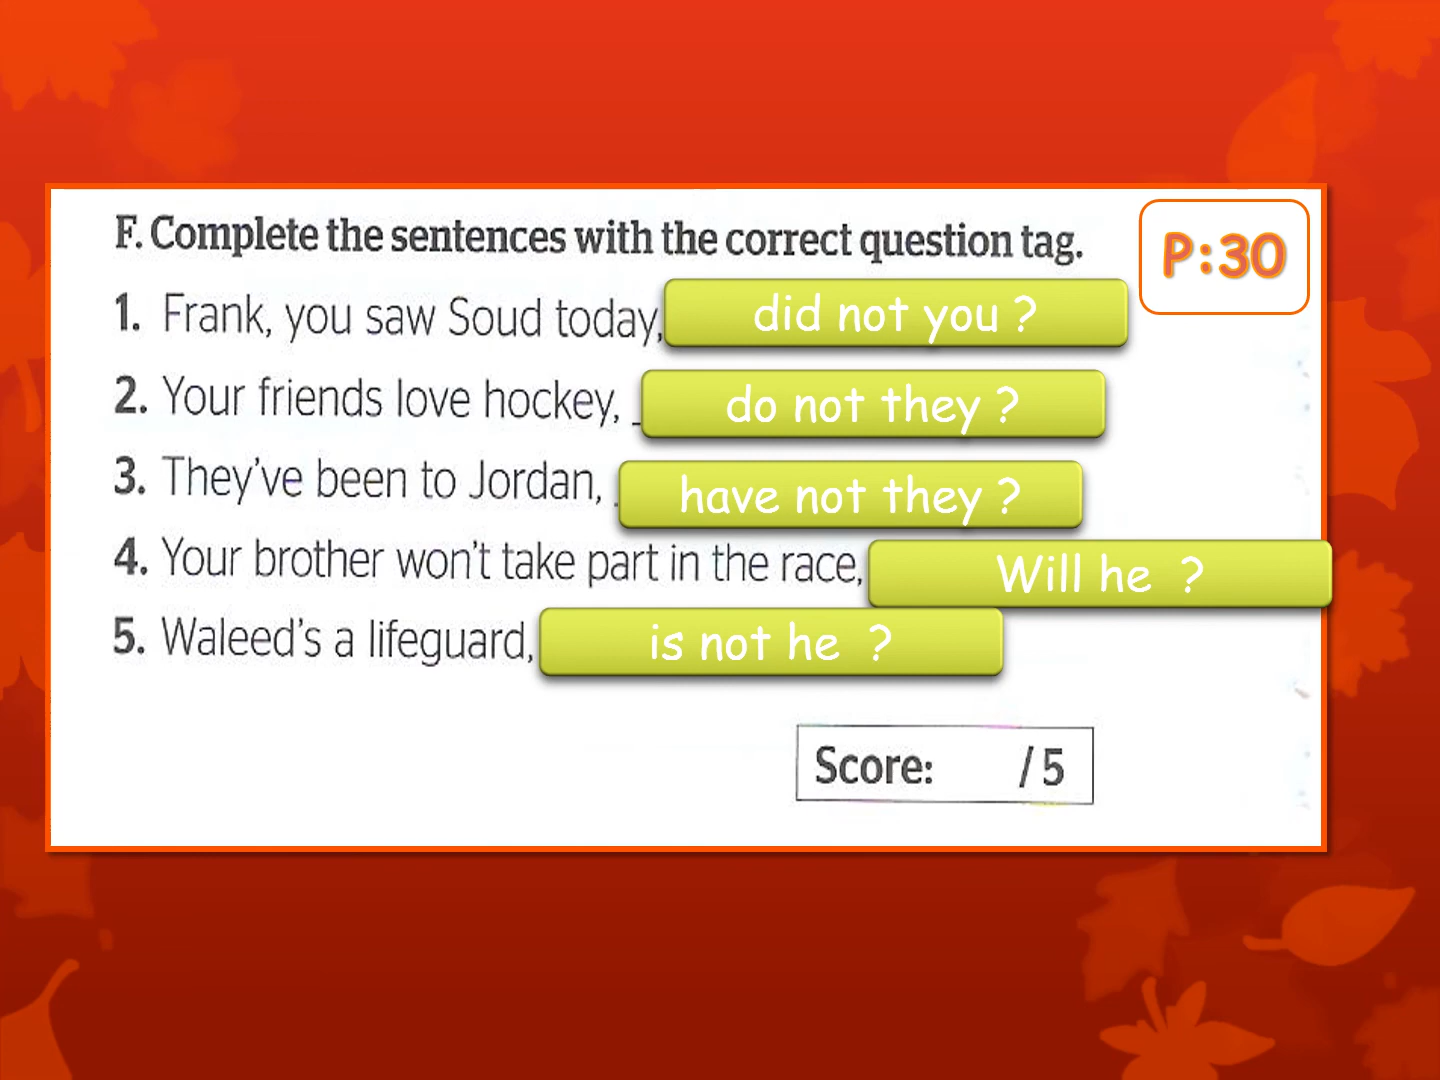 F. Complete the sentences with the correct question tag.
P:30
1. Frank, you saw Soud today, did not you ?
2. Your friends love hockey, _ do not they ?
3. They've been to Jordan, have not they ?
4. Your brother won't take part in the race, Will he ?
5. Waleed's a lifeguard, is not he ?
Score: / 5